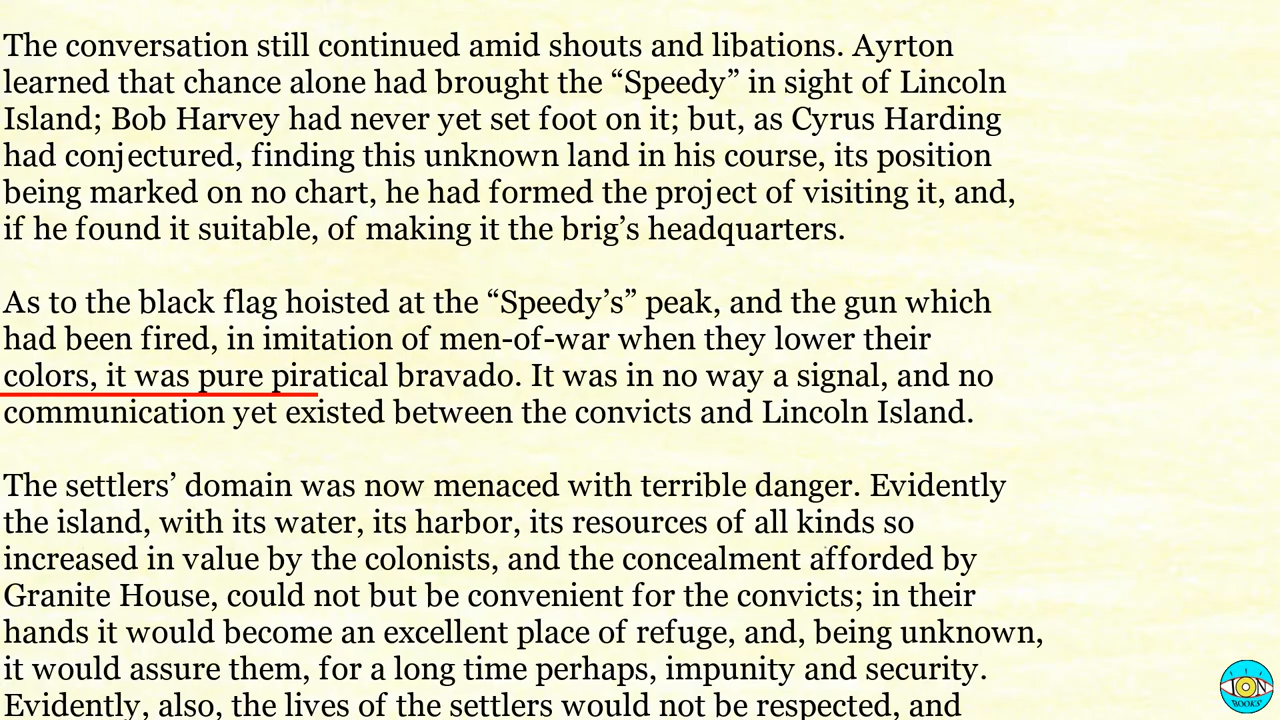 The conversation still continued amid shouts and libations. Ayrton
learned that chance alone had brought the “Speedy” in sight of Lincoln
Island; Bob Harvey had never yet set foot on it; but, as Cyrus Harding
had conjectured, finding this unknown land in his course, its position
being marked on no chart, he had formed the project of visiting it, and,
if he found it suitable, of making it the brig’s headquarters.
As to the black flag hoisted at the “Speedy’s” peak, and the gun which
had been fired, in imitation of men-of-war when they lower their
colors, it was pure piratical bravado. It was in no way a signal, and no
communication yet existed between the convicts and Lincoln Island.
The settlers’ domain was now menaced with terrible danger. Evidently
the island, with its water, its harbor, its resources of all kinds so
increased in value by the colonists, and the concealment afforded by
Granite House, could not but be convenient for the convicts; in their
hands it would become an excellent place of refuge, and, being unknown,
it would assure them, for a long time perhaps, impunity and security.
Evidently, also, the lives of the settlers would not be respected, and
ION
BOOKS